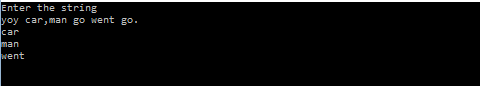 Enter the string
yoy car,man go went go.
car
man
went